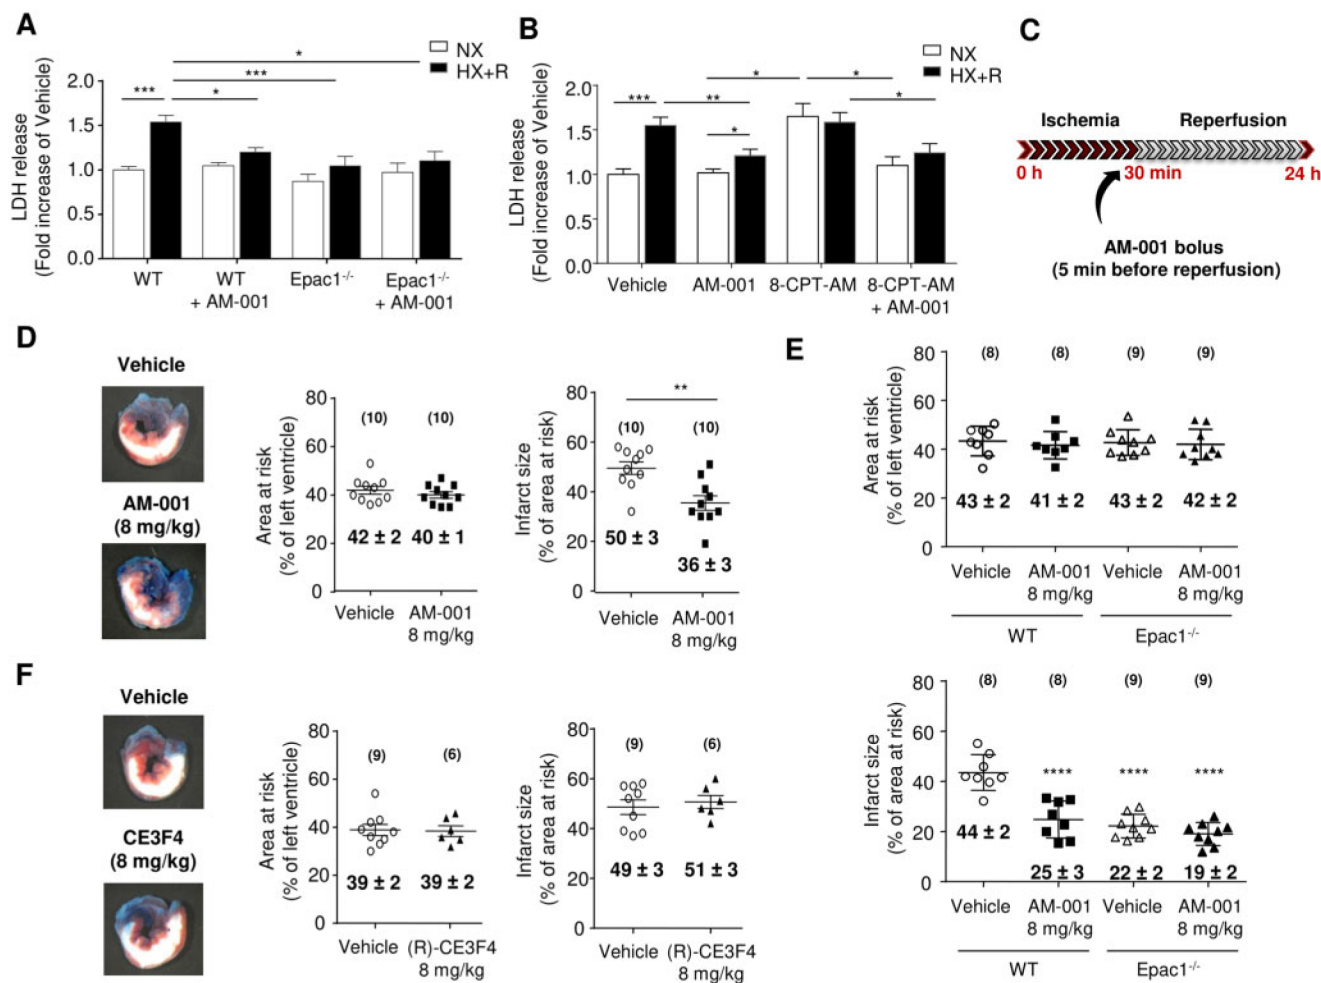 A
LDH release
(Fold increase of Vehicle)
NX
HX+R
*
***
***
*
2.0
1.5
1.0
0.5
0.0
WT
WT
+ AM-001
Epac1-/-
Epac1-/-
+ AM-001
B
LDH release
(Fold increase of Vehicle)
NX
HX+R
*
*
***
**
*
*
2.0
1.5
1.0
0.5
0.0
Vehicle
AM-001
8-CPT-AM
8-CPT-AM
+ AM-001
C
Ischemia
Reperfusion
0 h
30 min
24 h
AM-001 bolus
(5 min before reperfusion)
D
Vehicle
AM-001
(8 mg/kg)
Area at risk
(% of left ventricle)
80
60
40
20
0
(10)
(10)
42 ± 2
40 ± 1
Vehicle
AM-001
8 mg/kg
Infarct size
(% of area at risk)
80
60
40
20
0
**
(10)
(10)
50 ± 3
36 ± 3
Vehicle
AM-001
8 mg/kg
E
Area at risk
(% of left ventricle)
80
60
40
20
0
(8)
(8)
(9)
(9)
43 ± 2
41 ± 2
43 ± 2
42 ± 2
Vehicle
AM-001
8 mg/kg
Vehicle
AM-001
8 mg/kg
WT
Epac1-/-
Infarct size
(% of area at risk)
80
60
40
20
0
(8)
(8)
(9)
(9)
****
****
****
44 ± 2
25 ± 3
22 ± 2
19 ± 2
Vehicle
AM-001
8 mg/kg
Vehicle
AM-001
8 mg/kg
WT
Epac1-/-
F
Vehicle
CE3F4
(8 mg/kg)
Area at risk
(% of left ventricle)
80
60
40
20
0
(9)
(6)
39 ± 2
39 ± 2
Vehicle
(R)-CE3F4
8 mg/kg
Infarct size
(% of area at risk)
80
60
40
20
0
(9)
(6)
49 ± 3
51 ± 3
Vehicle
(R)-CE3F4
8 mg/kg